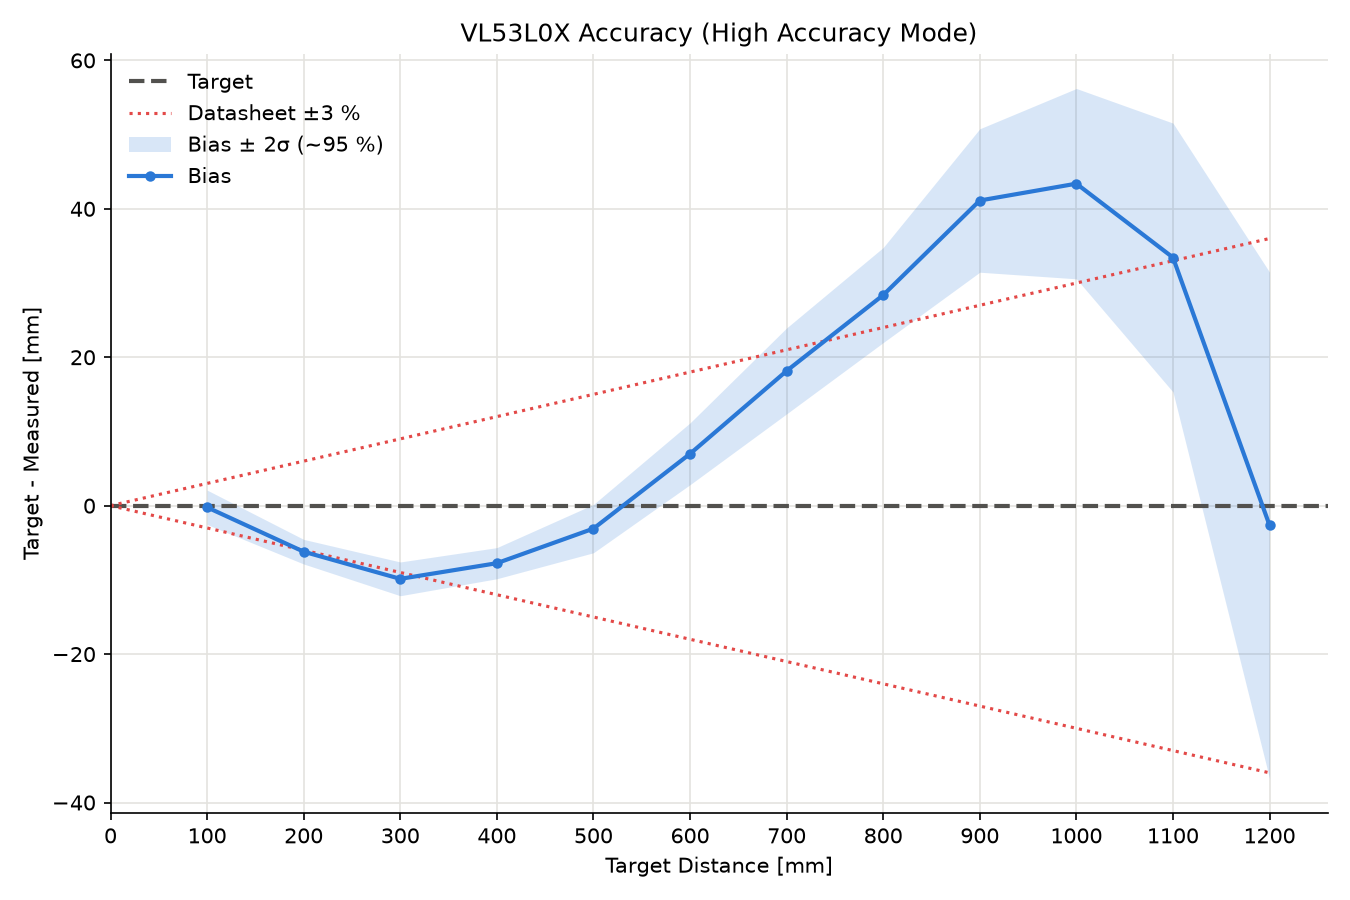 VL53L0X Accuracy (High Accuracy Mode)
Target
Datasheet ±3 %
Bias ± 2σ (~95 %)
Bias
60
40
20
0
−20
−40
Target - Measured [mm]
0 100 200 300 400 500 600 700 800 900 1000 1100 1200
Target Distance [mm]